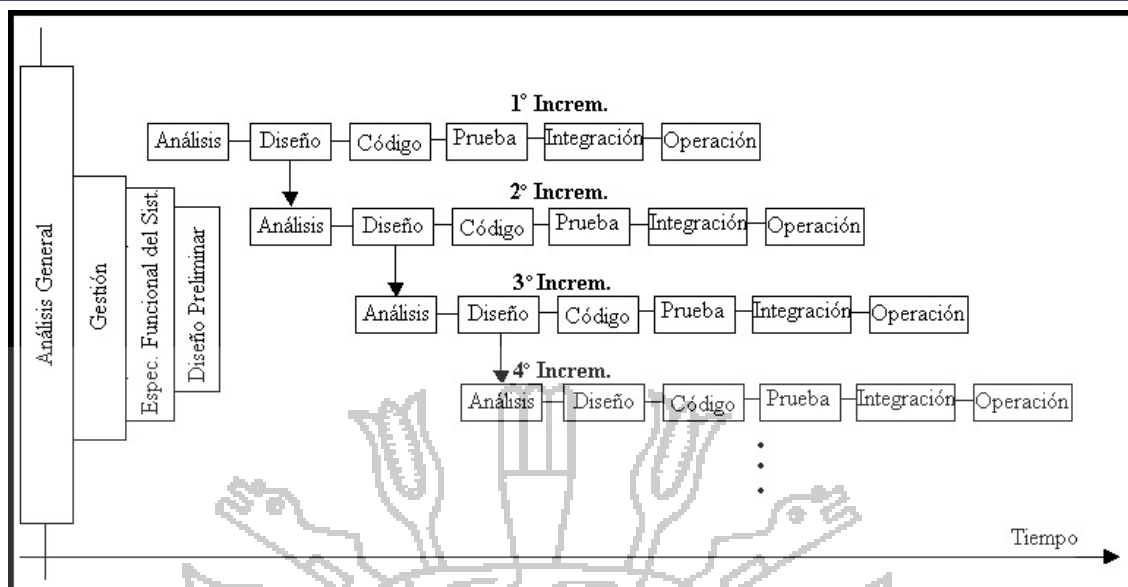 Análisis General
Gestión
Espec. Funcional del Sist.
Diseño Preliminar
1° Increm.
Análisis Diseño Código Prueba Integración Operación
2° Increm.
Análisis Diseño Código Prueba Integración Operación
3° Increm.
Análisis Diseño Código Prueba Integración Operación
4° Increm.
Análisis Diseño Código Prueba Integración Operación
Tiempo